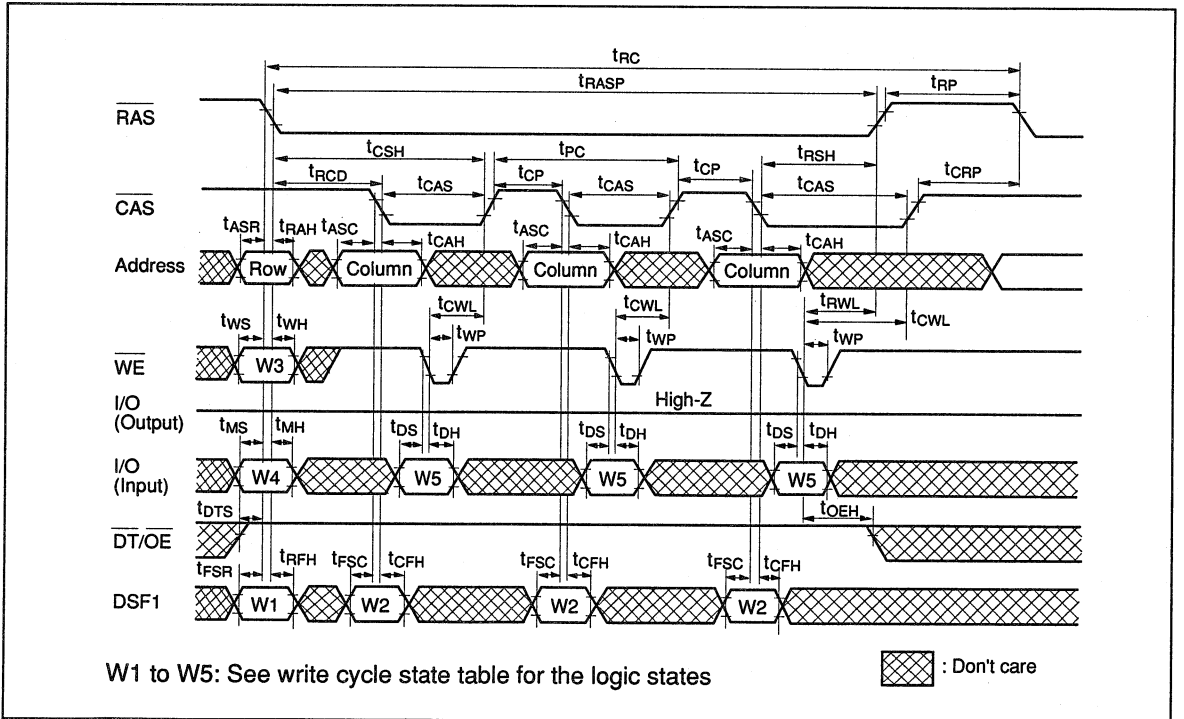 tRC
tRASP tRP
RAS
tCSH tPC tRSH
tRCD tCAS tCP tCAS tCP tCAS tCRP
CAS
tASR tRAH tASC tCAH tASC tCAH tASC tCAH
Address Row Column Column Column
tCWL tCWL tRWL
tCWL
tWS tWH tWP tWP tWP
WE W3
I/O
(Output) High-Z
tMS tMH tDS tDH tDS tDH tDS tDH
I/O
(Input) W4 W5 W5 W5
tDTS tOEH
DT/OE
tFSR tRFH tFSC tCFH tFSC tCFH tFSC tCFH
DSF1 W1 W2 W2 W2
W1 to W5: See write cycle state table for the logic states
: Don't care